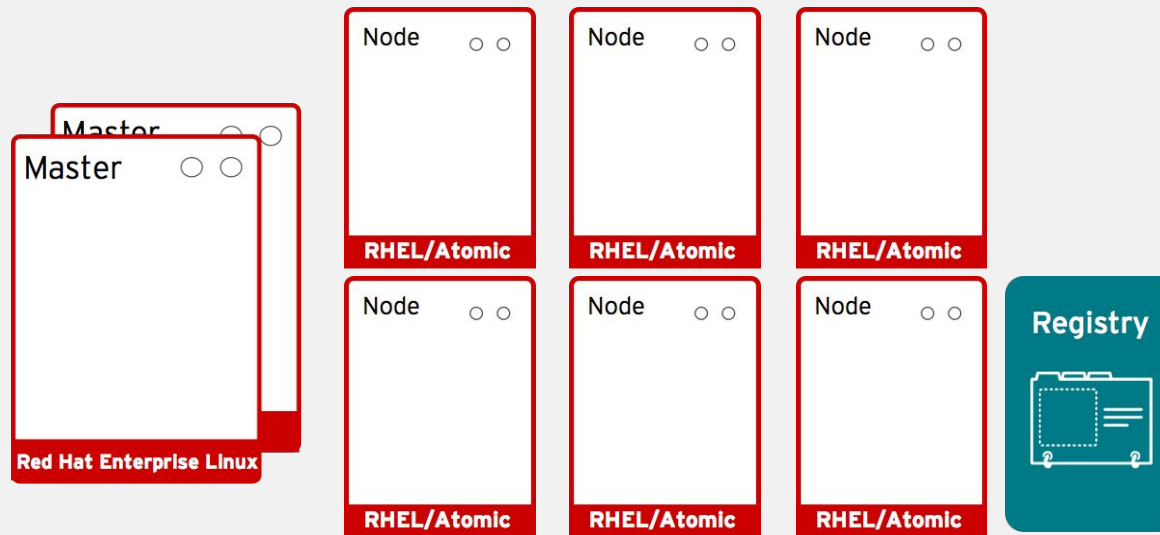 Node
Node
Node
Master
Master
RHEL/Atomic
RHEL/Atomic
RHEL/Atomic
Node
Node
Node
Registry
Red Hat Enterprise Linux
RHEL/Atomic
RHEL/Atomic
RHEL/Atomic